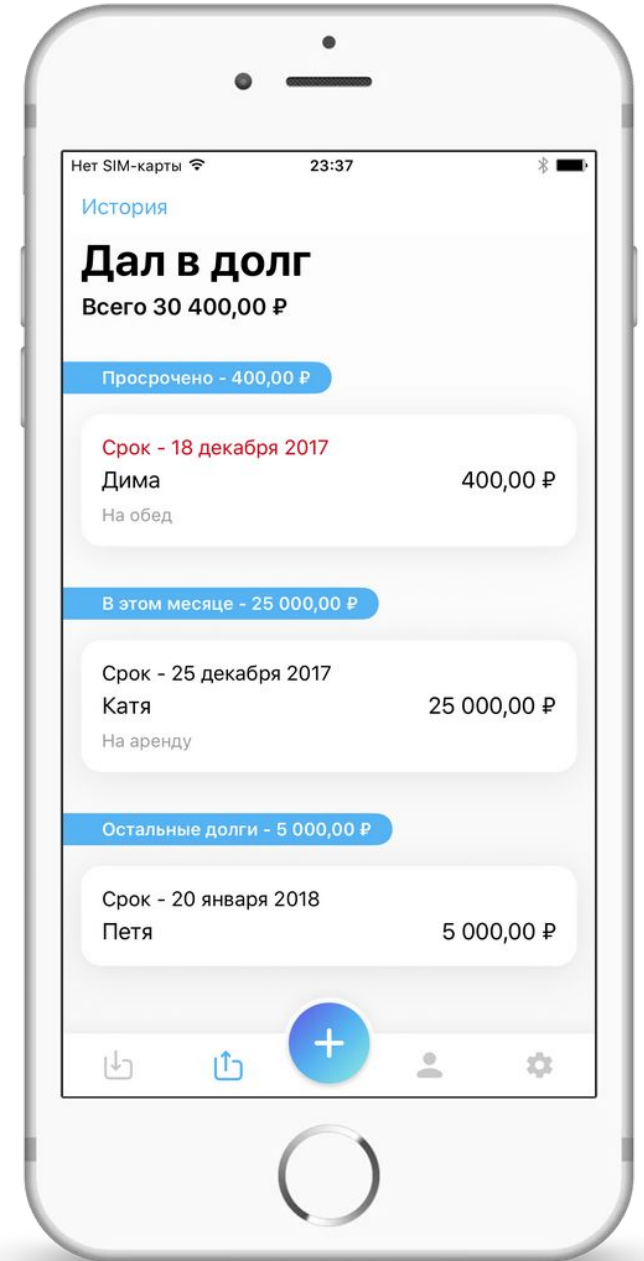 Нет SIM-карты 23:37
История
Дал в долг
Всего 30 400,00 ₽
Просрочено - 400,00 ₽
Срок - 18 декабря 2017
Дима 400,00 ₽
На обед
В этом месяце - 25 000,00 ₽
Срок - 25 декабря 2017
Катя 25 000,00 ₽
На аренду
Остальные долги - 5 000,00 ₽
Срок - 20 января 2018
Петя 5 000,00 ₽